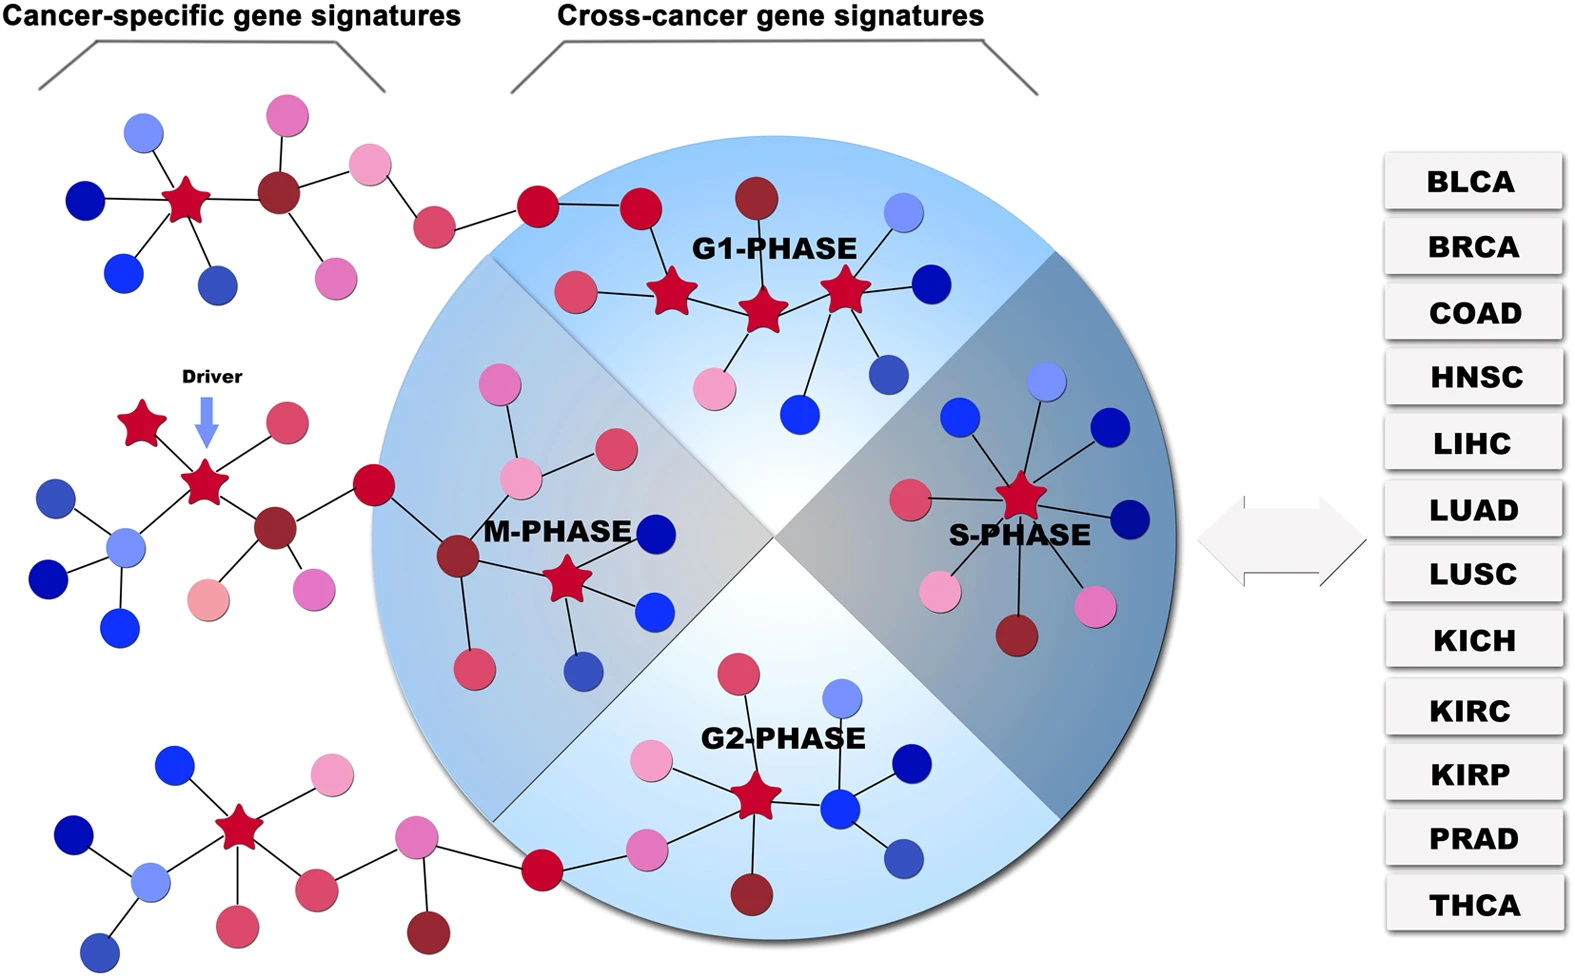 Cancer-specific gene signatures
Cross-cancer gene signatures
G1-PHASE
Driver
M-PHASE
S-PHASE
G2-PHASE
BLCA
BRCA
COAD
HNSC
LIHC
LUAD
LUSC
KICH
KIRC
KIRP
PRAD
THCA